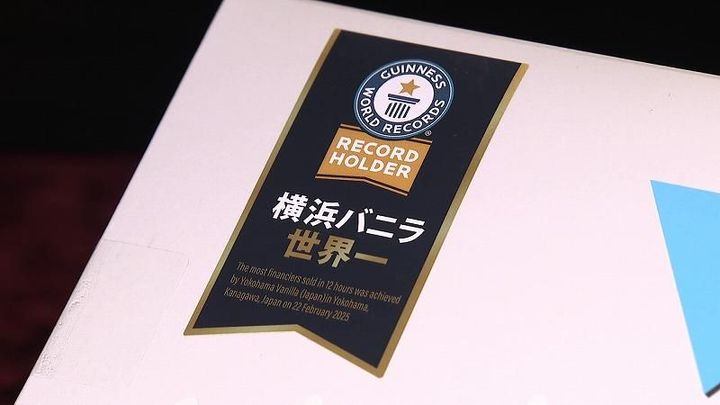 GUINNESS
WORLD RECORDS
RECORD
HOLDER
横浜バニラ
世界一
The most financiers sold in 12 hours was achieved
by Yokohama Vanilla (Japan)in Yokohama,
Kanagawa, Japan on 22 February 2025